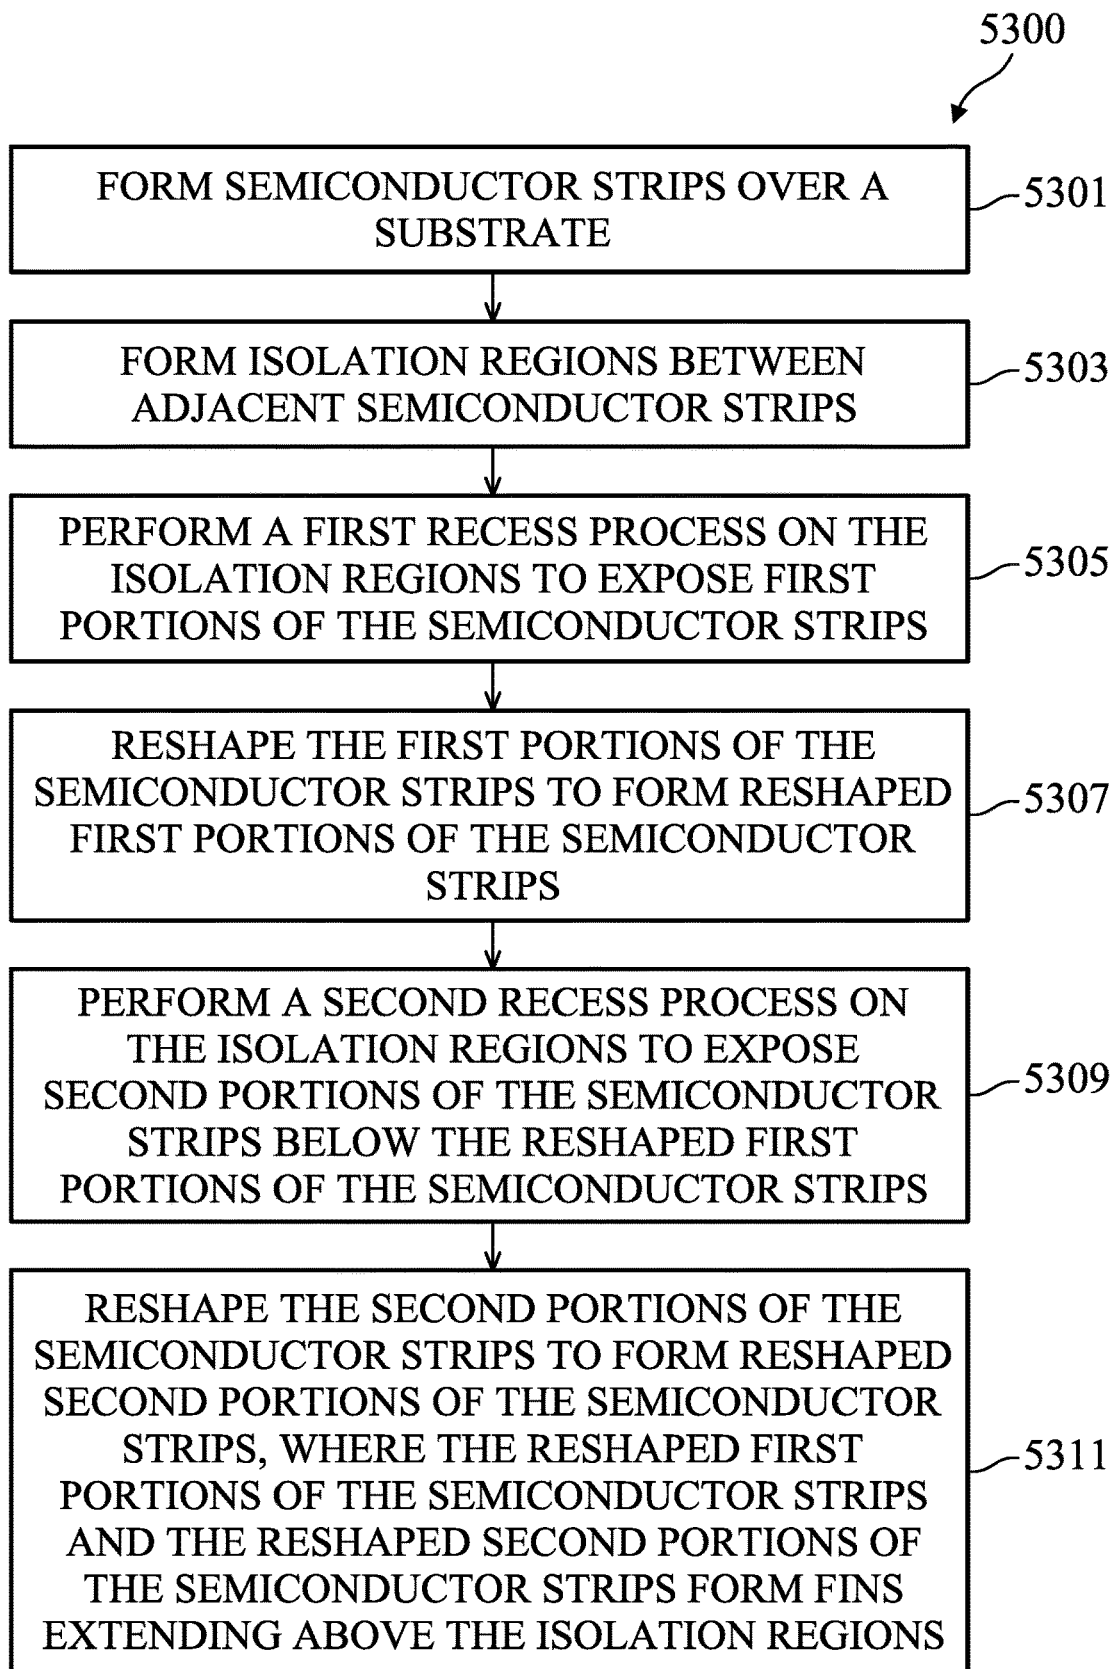 5300
FORM SEMICONDUCTOR STRIPS OVER A
SUBSTRATE
5301
FORM ISOLATION REGIONS BETWEEN
ADJACENT SEMICONDUCTOR STRIPS
5303
PERFORM A FIRST RECESS PROCESS ON THE
ISOLATION REGIONS TO EXPOSE FIRST
PORTIONS OF THE SEMICONDUCTOR STRIPS
5305
RESHAPE THE FIRST PORTIONS OF THE
SEMICONDUCTOR STRIPS TO FORM RESHAPED
FIRST PORTIONS OF THE SEMICONDUCTOR
STRIPS
5307
PERFORM A SECOND RECESS PROCESS ON
THE ISOLATION REGIONS TO EXPOSE
SECOND PORTIONS OF THE SEMICONDUCTOR
STRIPS BELOW THE RESHAPED FIRST
PORTIONS OF THE SEMICONDUCTOR STRIPS
5309
RESHAPE THE SECOND PORTIONS OF THE
SEMICONDUCTOR STRIPS TO FORM RESHAPED
SECOND PORTIONS OF THE SEMICONDUCTOR
STRIPS, WHERE THE RESHAPED FIRST
PORTIONS OF THE SEMICONDUCTOR STRIPS
AND THE RESHAPED SECOND PORTIONS OF
THE SEMICONDUCTOR STRIPS FORM FINS
EXTENDING ABOVE THE ISOLATION REGIONS
5311